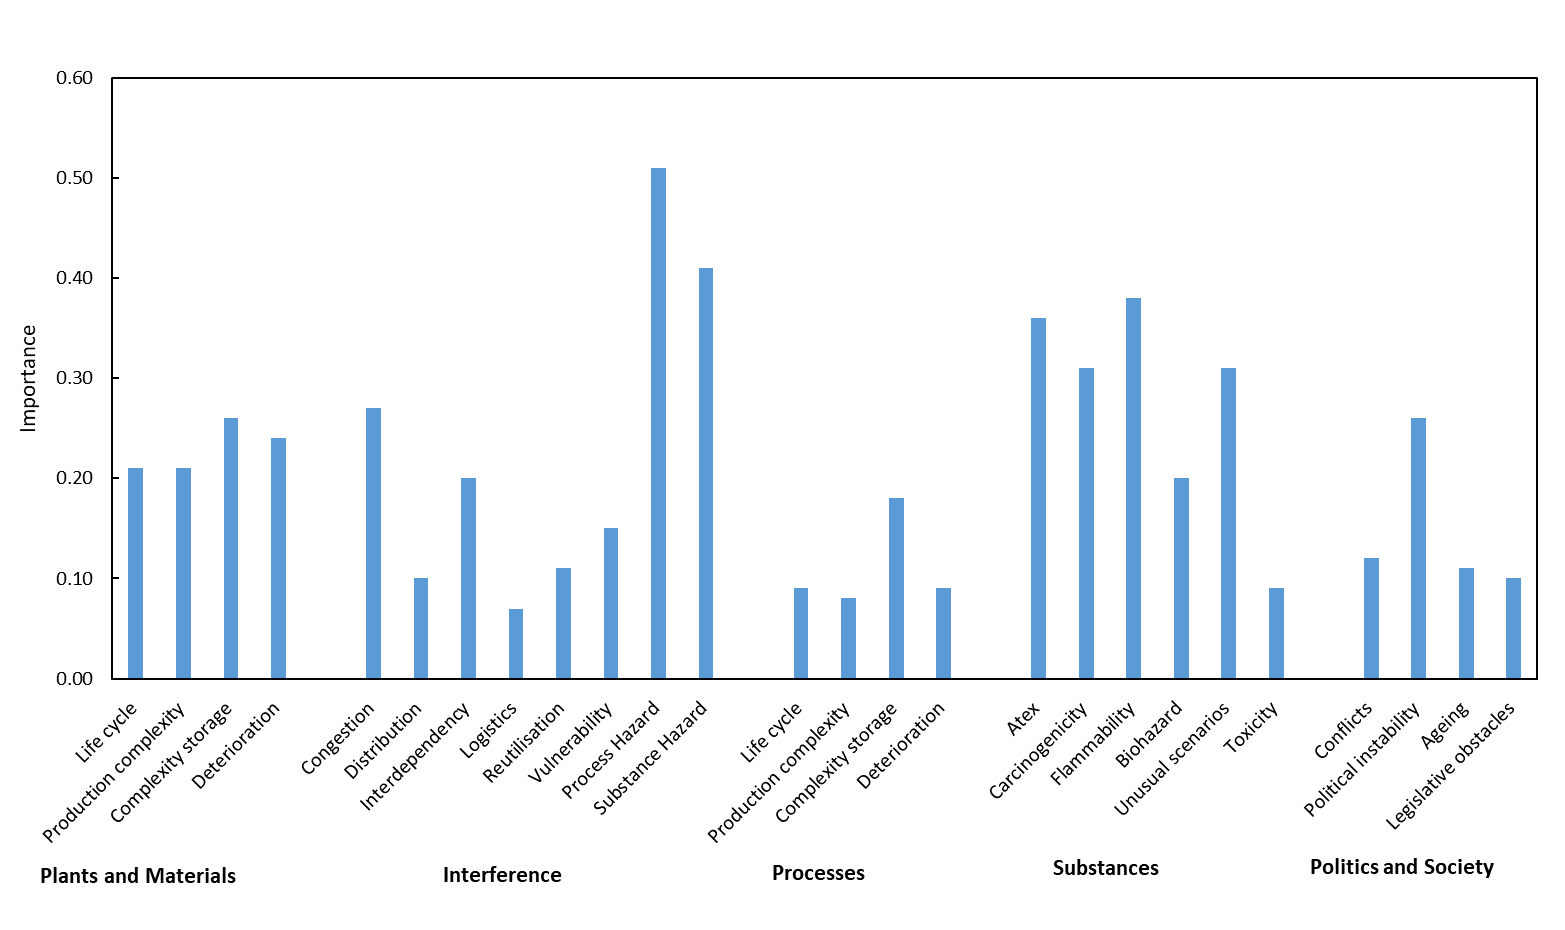 0.60
0.50
0.40
0.30
0.20
0.10
0.00
Importance
Life cycle
Production complexity
Complexity storage
Deterioration
Congestion
Distribution
Interdependency
Logistics
Reutilisation
Vulnerability
Process Hazard
Substance Hazard
Life cycle
Production complexity
Complexity storage
Deterioration
Atex
Carcinogenicity
Flammability
Biohazard
Unusual scenarios
Toxicity
Conflicts
Political instability
Ageing
Legislative obstacles
Plants and Materials
Interference
Processes
Substances
Politics and Society